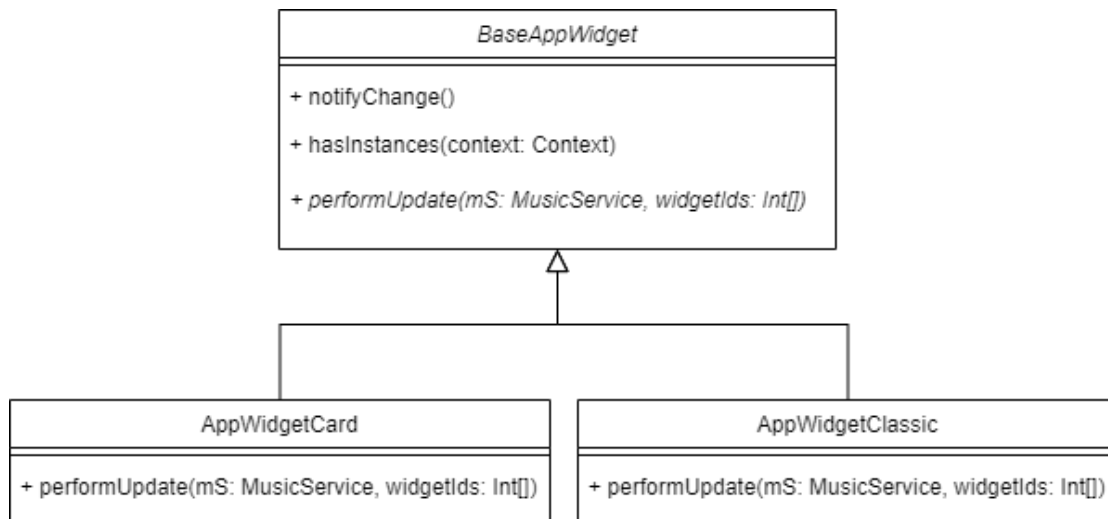 BaseAppWidget
+ notifyChange()
+ hasInstances(context: Context)
+ performUpdate(mS: MusicService, widgetIds: Int[])
AppWidgetCard
+ performUpdate(mS: MusicService, widgetIds: Int[])
AppWidgetClassic
+ performUpdate(mS: MusicService, widgetIds: Int[])